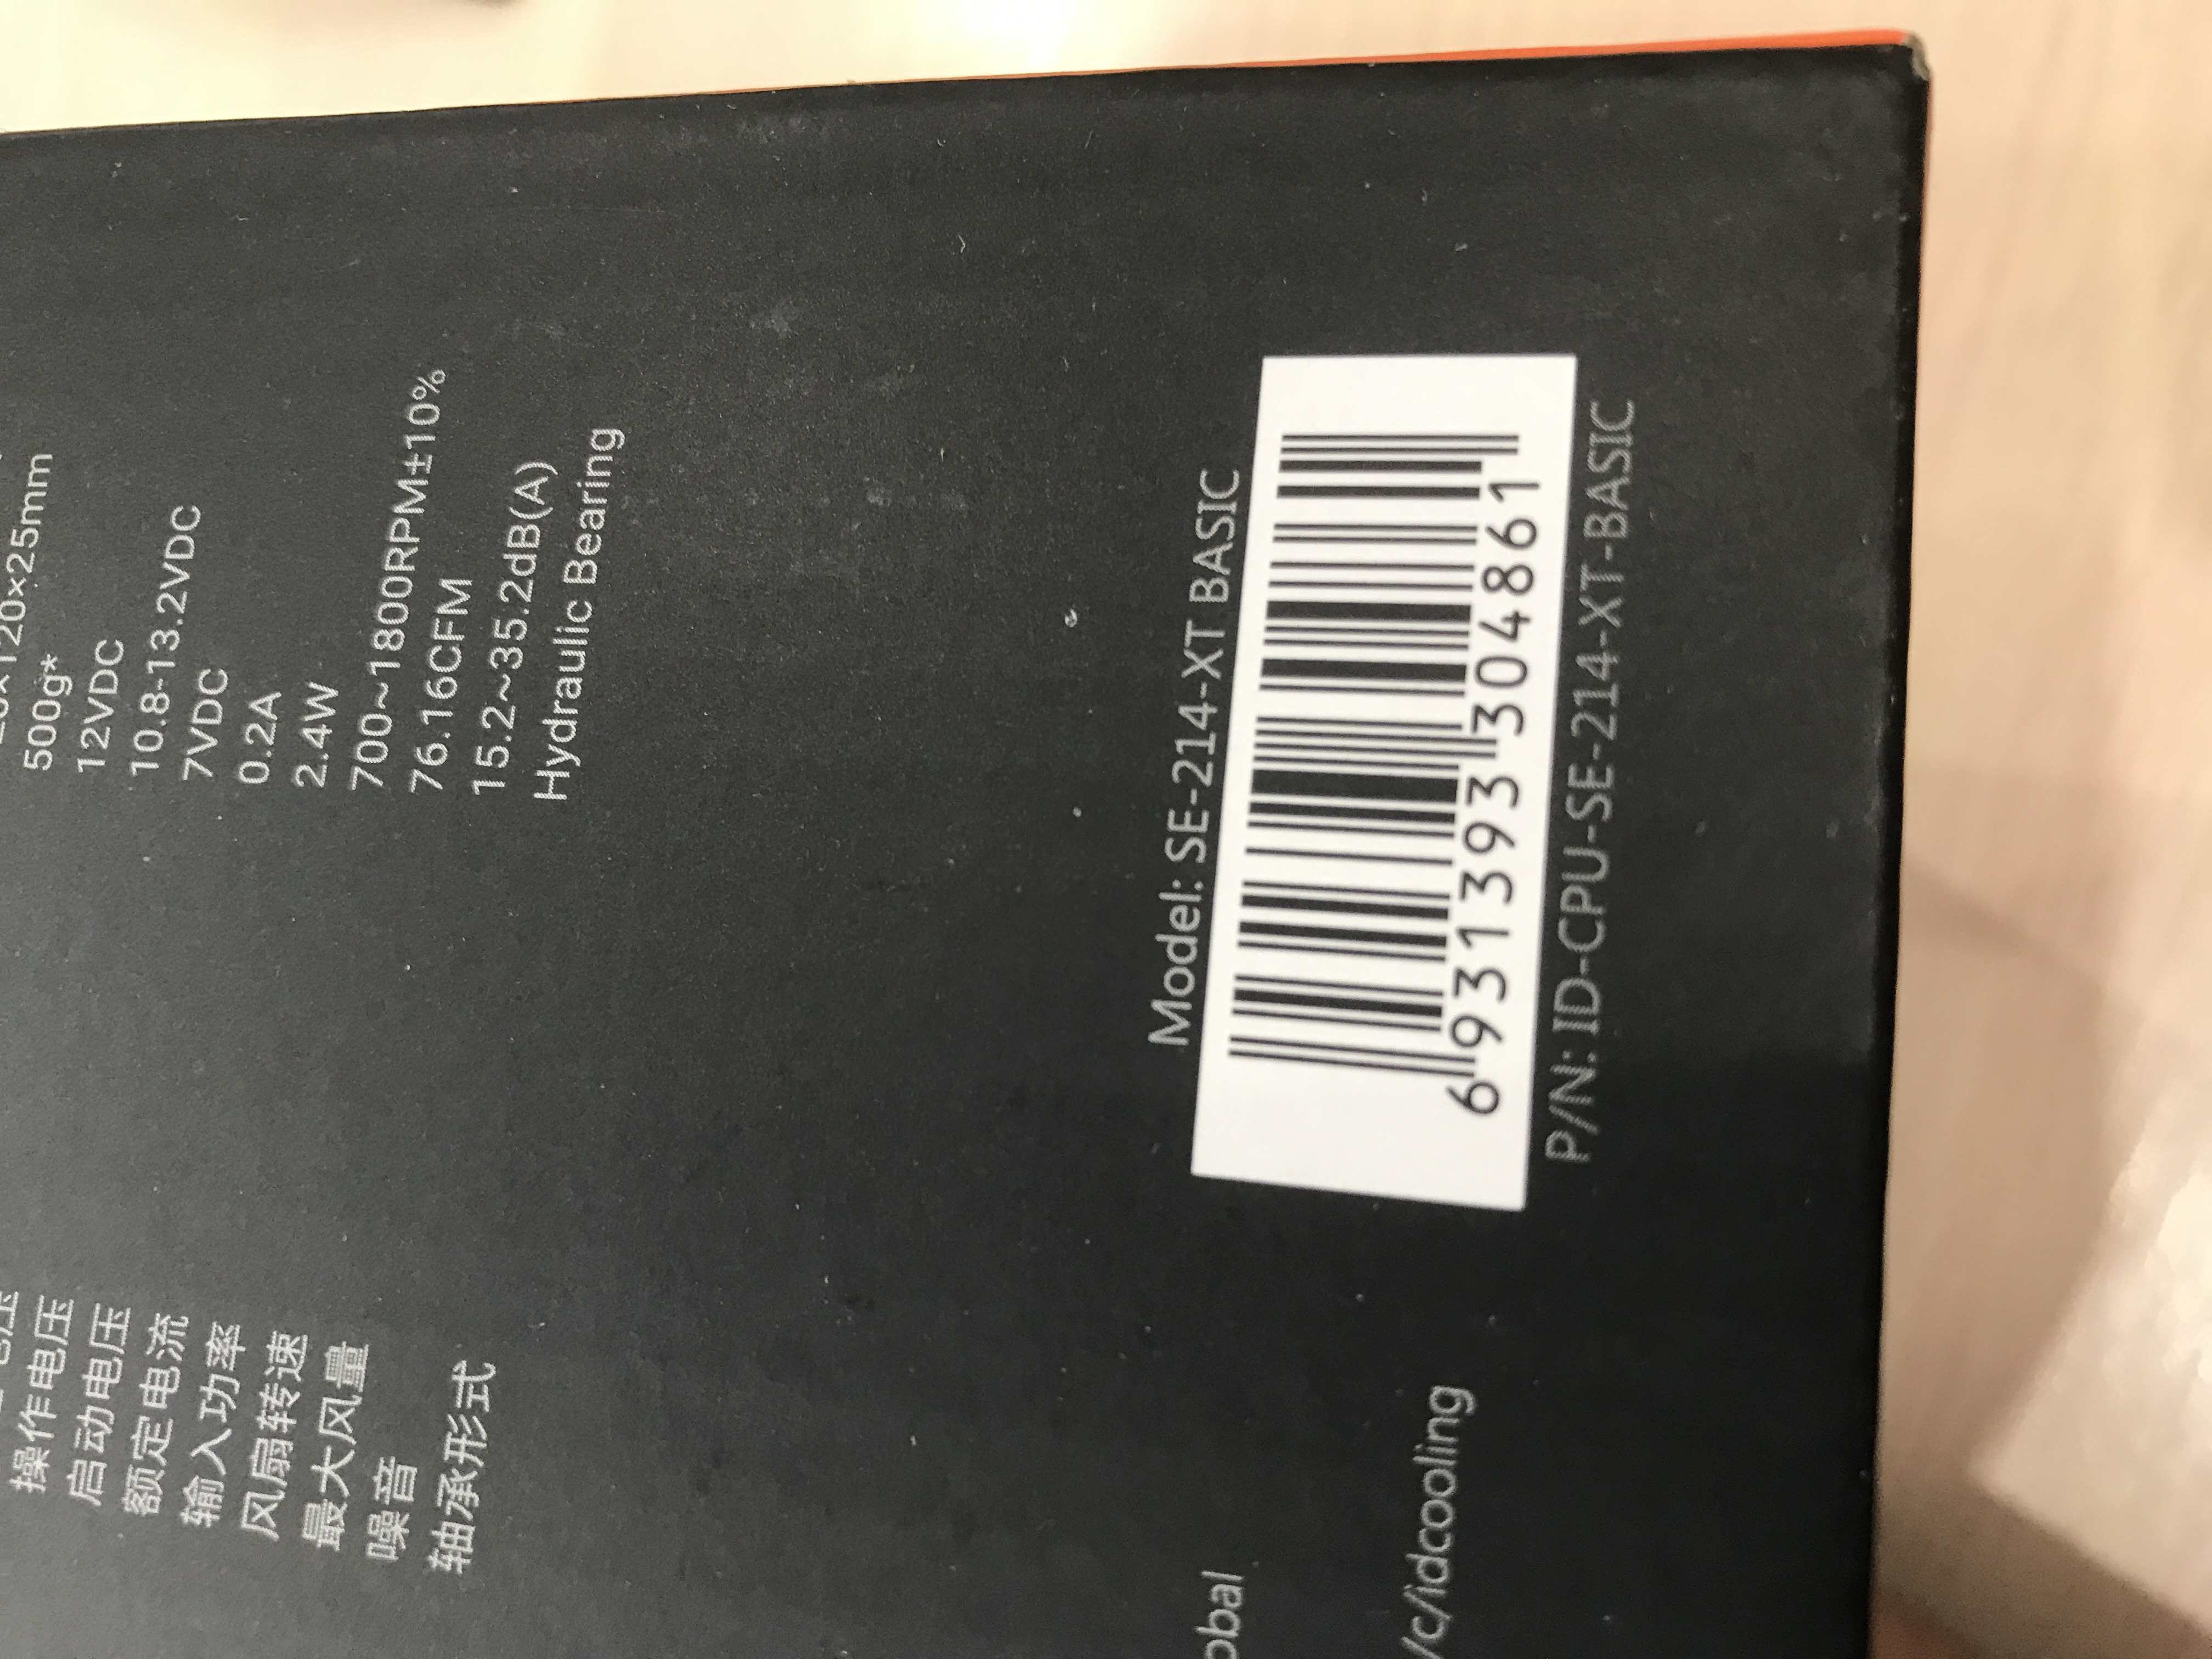 操作电压
启动电压
额定电流
输入功率
风扇转速
最大风量
噪音
轴承形式
120×25mm
500g*
12VDC
10.8~13.2VDC
7VDC
0.2A
2.4W
700~1800RPM±10%
76.16CFM
15.2~35.2dB(A)
Hydraulic Bearing
obal
/c/idcooling
Model: SE-214-XT BASIC
6 931393 304861
P/N: ID-CPU-SE-214-XT-BASIC